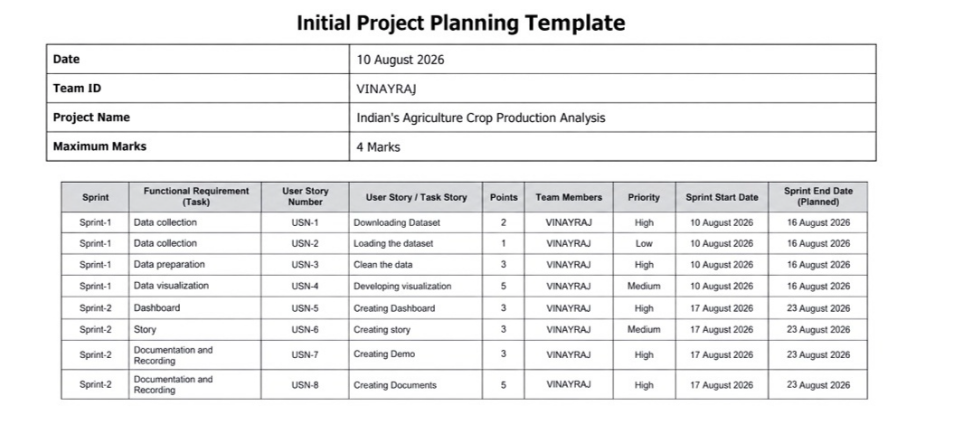 Initial Project Planning Template
Date 10 August 2026
Team ID VINAYRAJ
Project Name Indian's Agriculture Crop Production Analysis
Maximum Marks 4 Marks
Sprint Functional Requirement (Task) User Story Number User Story / Task Story Points Team Members Priority Sprint Start Date Sprint End Date (Planned)
Sprint-1 Data collection USN-1 Downloading Dataset 2 VINAYRAJ High 10 August 2026 16 August 2026
Sprint-1 Data collection USN-2 Loading the dataset 1 VINAYRAJ Low 10 August 2026 16 August 2026
Sprint-1 Data preparation USN-3 Clean the data 3 VINAYRAJ High 10 August 2026 16 August 2026
Sprint-1 Data visualization USN-4 Developing visualization 5 VINAYRAJ Medium 10 August 2026 16 August 2026
Sprint-2 Dashboard USN-5 Creating Dashboard 3 VINAYRAJ High 17 August 2026 23 August 2026
Sprint-2 Story USN-6 Creating story 3 VINAYRAJ Medium 17 August 2026 23 August 2026
Sprint-2 Documentation and Recording USN-7 Creating Demo 3 VINAYRAJ High 17 August 2026 23 August 2026
Sprint-2 Documentation and Recording USN-8 Creating Documents 5 VINAYRAJ High 17 August 2026 23 August 2026